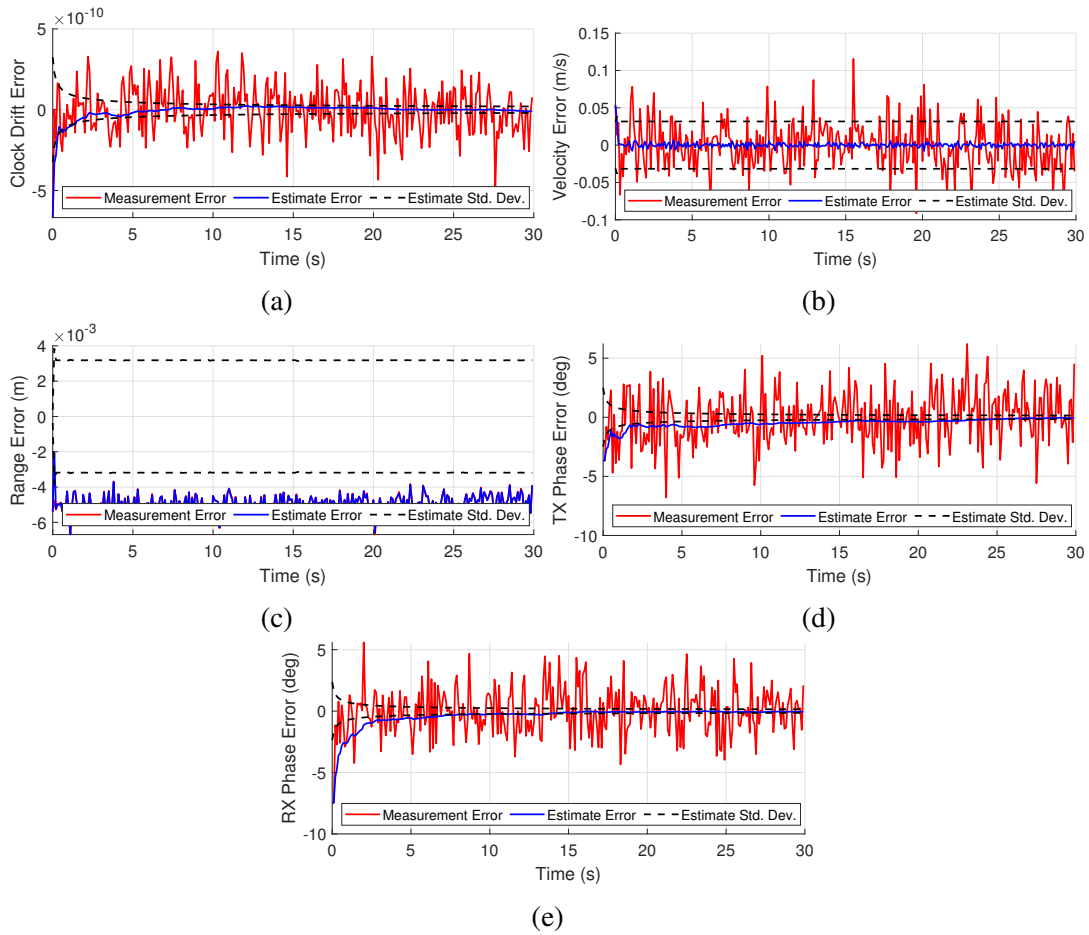 ×10⁻¹⁰
5
0
-5
Clock Drift Error
Measurement Error Estimate Error Estimate Std. Dev.
0 5 10 15 20 25 30
Time (s)
(a)
0.15
0.1
0.05
0
-0.05
-0.1
Velocity Error (m/s)
Measurement Error Estimate Error Estimate Std. Dev.
0 5 10 15 20 25 30
Time (s)
(b)
×10⁻³
4
2
0
-2
-4
-6
Range Error (m)
Measurement Error Estimate Error Estimate Std. Dev.
0 5 10 15 20 25 30
Time (s)
(c)
5
0
-5
-10
TX Phase Error (deg)
Measurement Error Estimate Error Estimate Std. Dev.
0 5 10 15 20 25 30
Time (s)
(d)
5
0
-5
-10
RX Phase Error (deg)
Measurement Error Estimate Error Estimate Std. Dev.
0 5 10 15 20 25 30
Time (s)
(e)